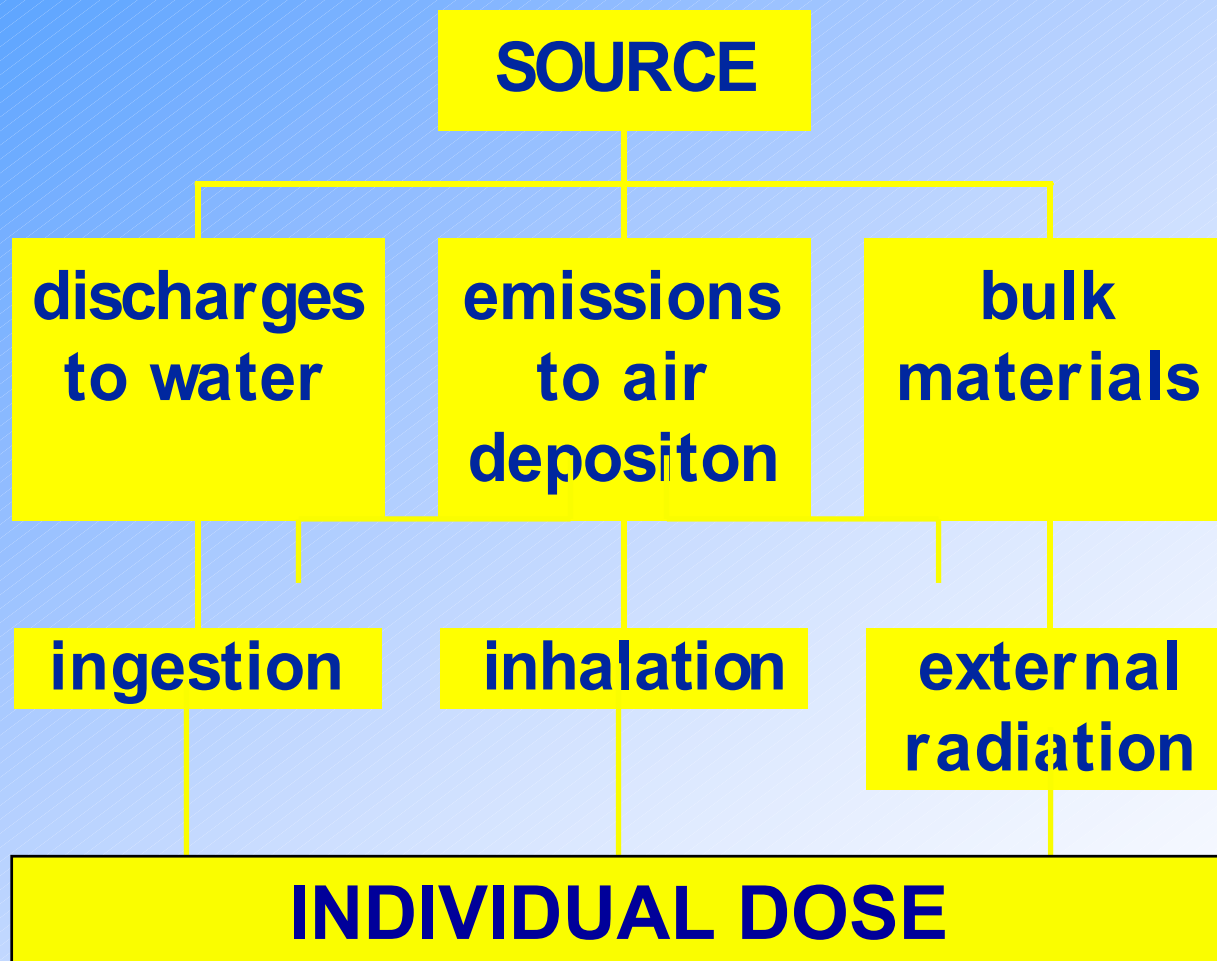 SOURCE
discharges
to water
emissions
to air
depositon
bulk
materials
ingestion
inhalation
external
radiation
INDIVIDUAL DOSE